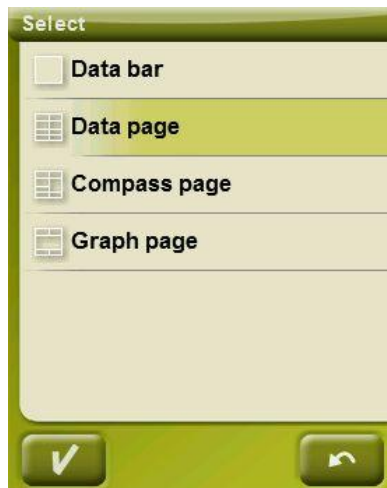 Select
Data bar
Data page
Compass page
Graph page